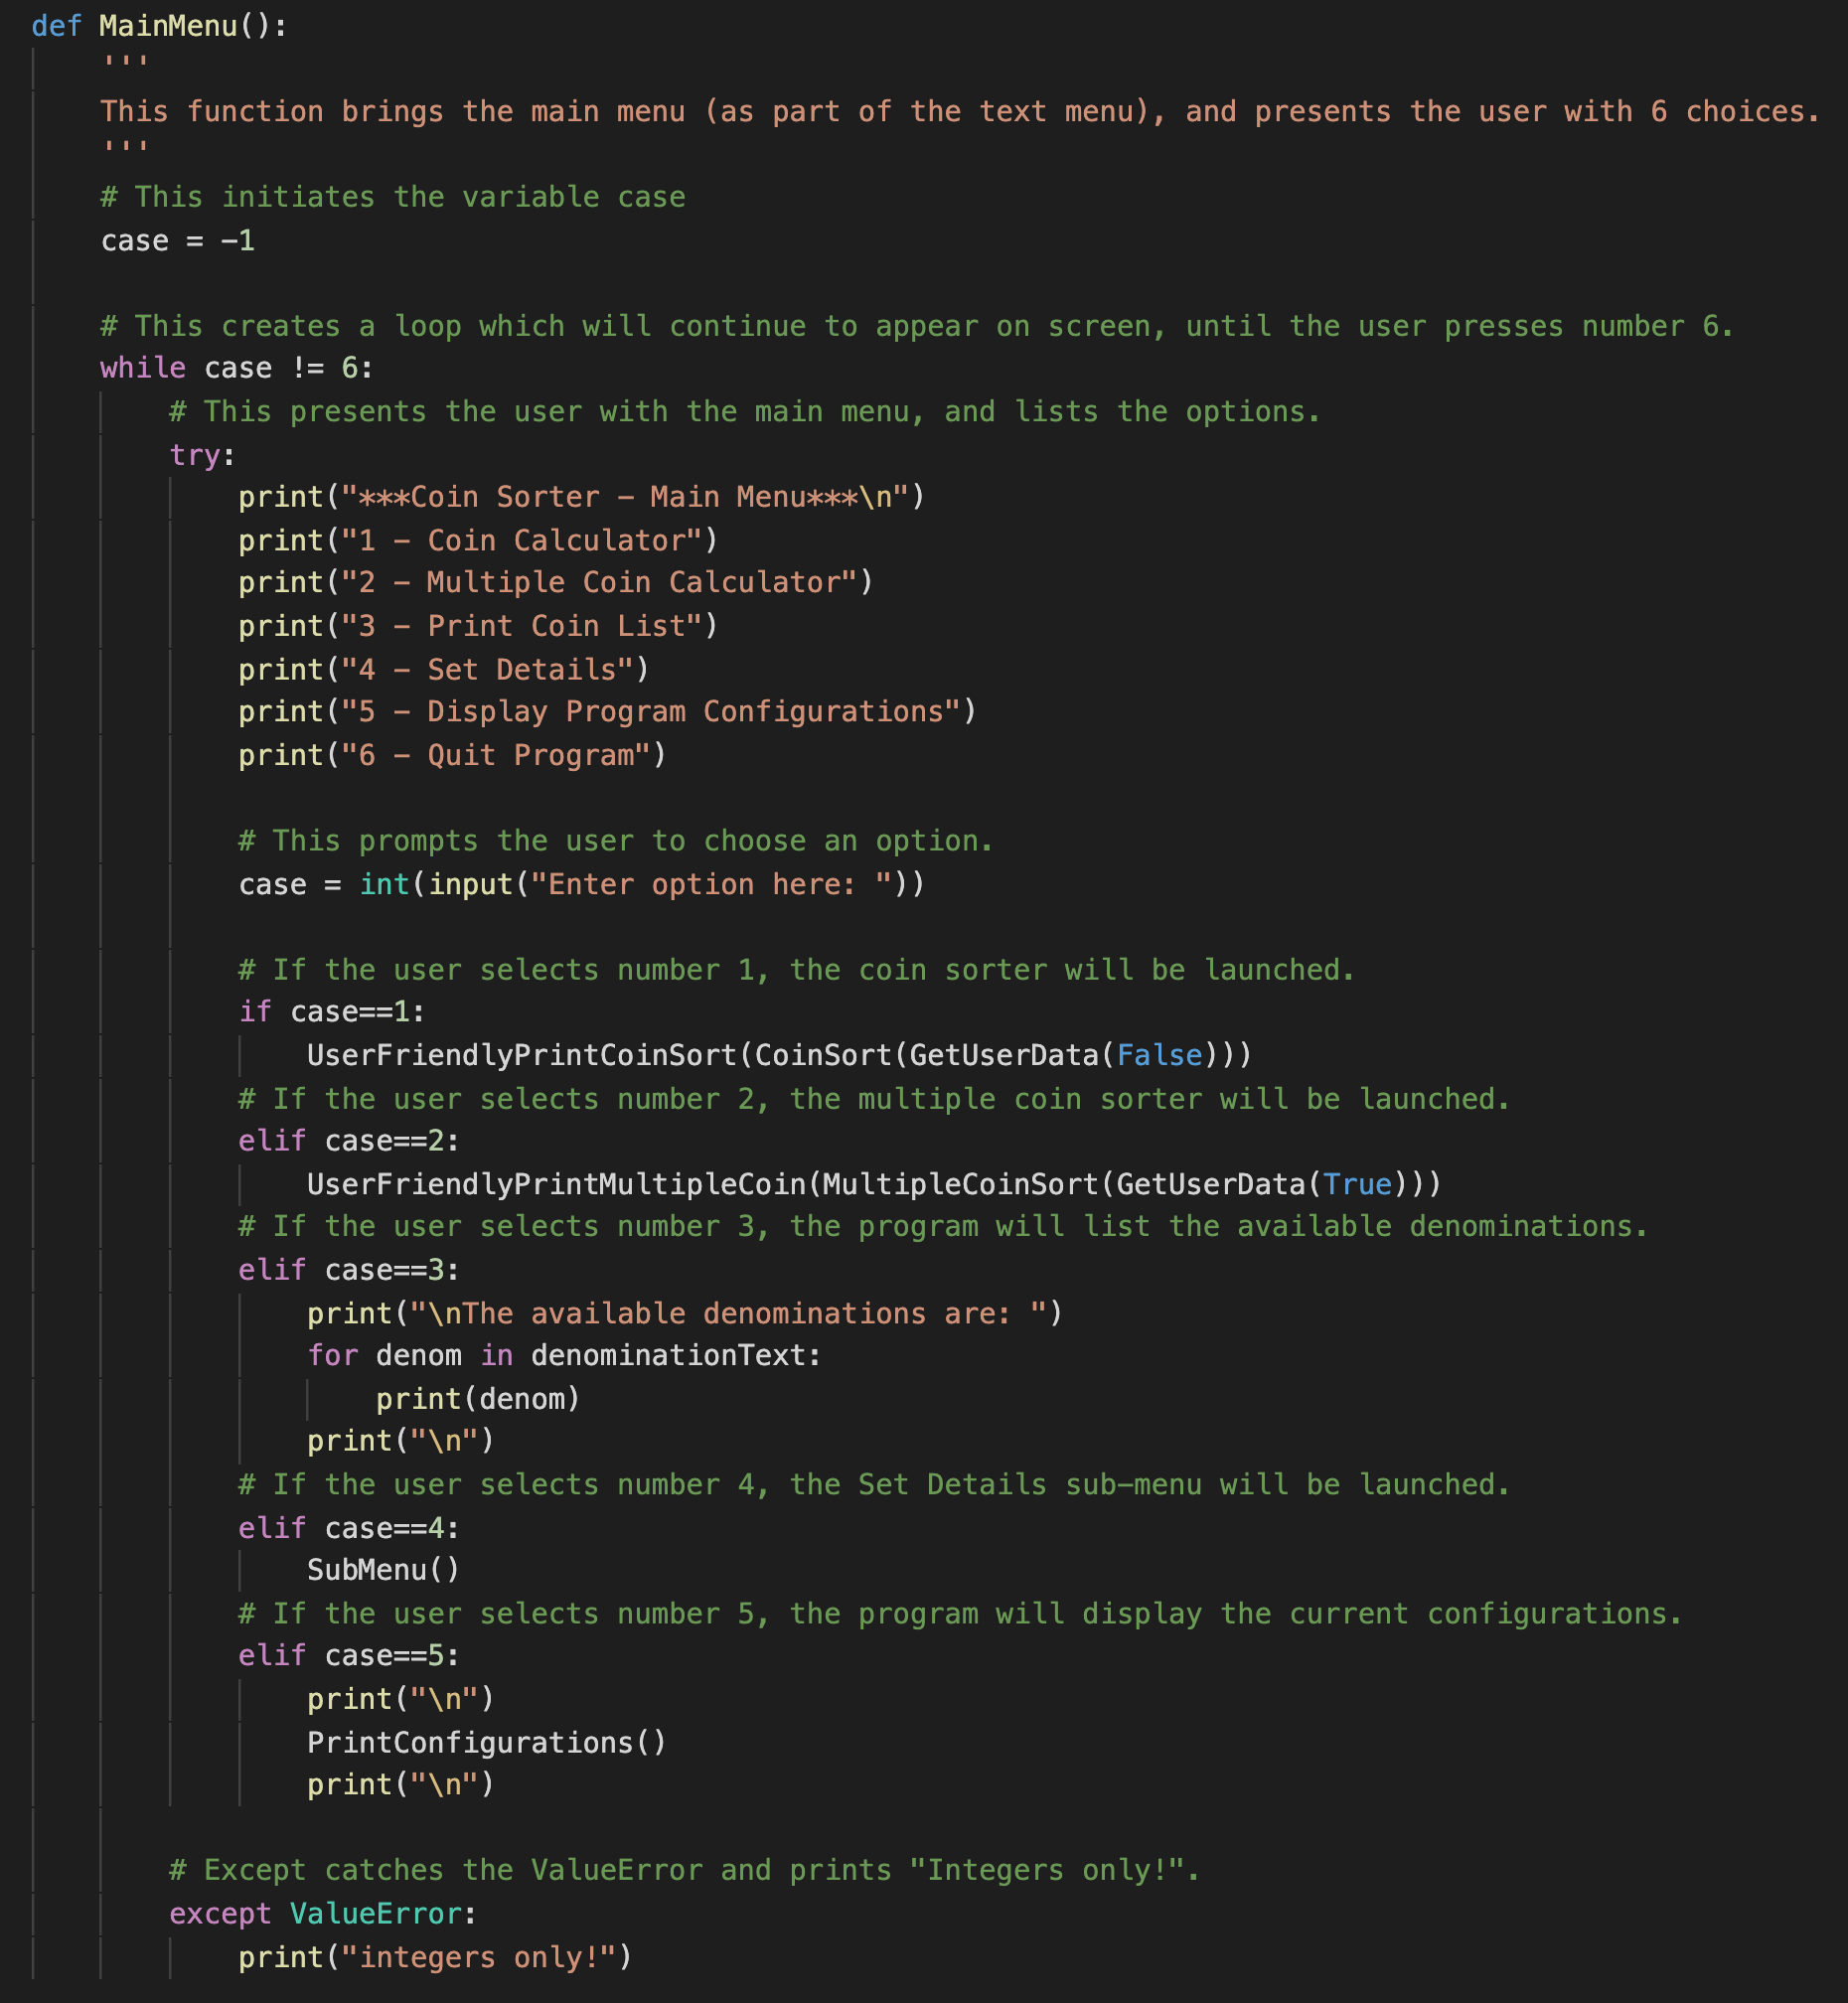 def MainMenu():
    '''
    This function brings the main menu (as part of the text menu), and presents the user with 6 choices.
    '''
    # This initiates the variable case
    case = -1

    # This creates a loop which will continue to appear on screen, until the user presses number 6.
    while case != 6:
        # This presents the user with the main menu, and lists the options.
        try:
            print("***Coin Sorter - Main Menu***\n")
            print("1 - Coin Calculator")
            print("2 - Multiple Coin Calculator")
            print("3 - Print Coin List")
            print("4 - Set Details")
            print("5 - Display Program Configurations")
            print("6 - Quit Program")

            # This prompts the user to choose an option.
            case = int(input("Enter option here: "))

            # If the user selects number 1, the coin sorter will be launched.
            if case==1:
                UserFriendlyPrintCoinSort(CoinSort(GetUserData(False)))
            # If the user selects number 2, the multiple coin sorter will be launched.
            elif case==2:
                UserFriendlyPrintMultipleCoin(MultipleCoinSort(GetUserData(True)))
            # If the user selects number 3, the program will list the available denominations.
            elif case==3:
                print("\nThe available denominations are: ")
                for denom in denominationText:
                    print(denom)
                print("\n")
            # If the user selects number 4, the Set Details sub-menu will be launched.
            elif case==4:
                SubMenu()
            # If the user selects number 5, the program will display the current configurations.
            elif case==5:
                print("\n")
                PrintConfigurations()
                print("\n")

        # Except catches the ValueError and prints "Integers only!".
        except ValueError:
            print("integers only!")